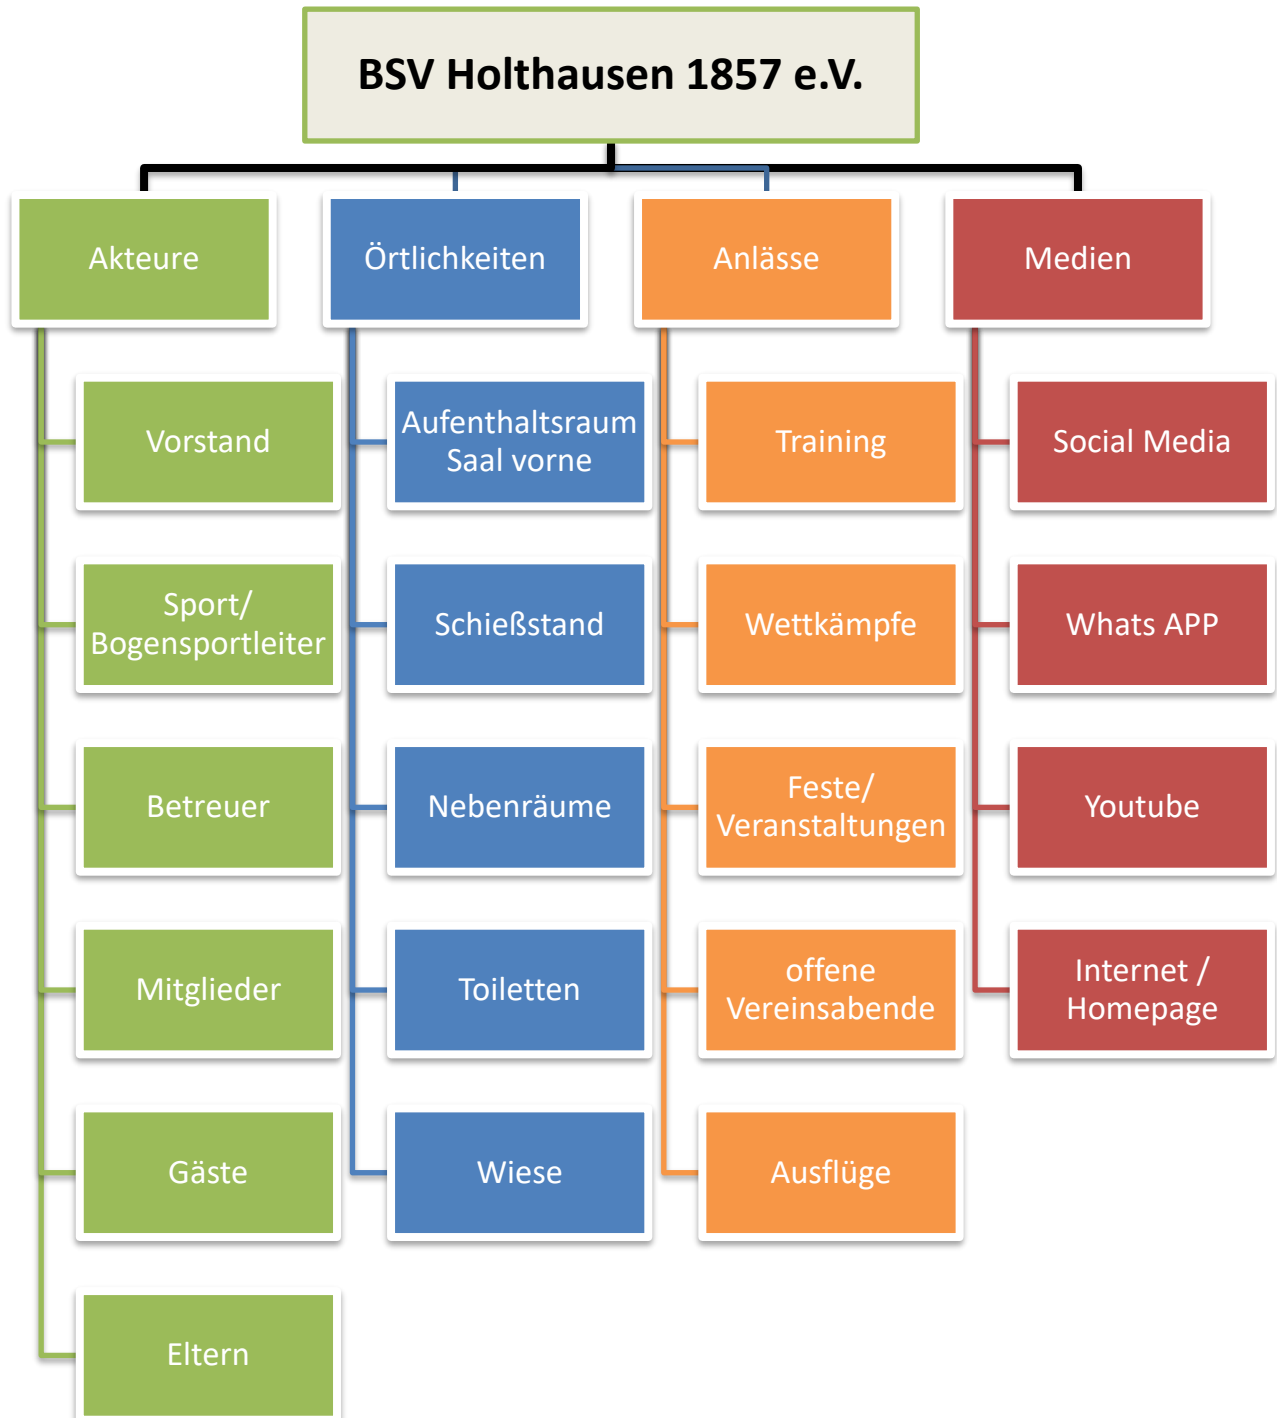 BSV Holthausen 1857 e.V.
Akteure
Vorstand
Sport/
Bogensportleiter
Betreuer
Mitglieder
Gäste
Eltern
Örtlichkeiten
Aufenthaltsraum
Saal vorne
Schießstand
Nebenräume
Toiletten
Wiese
Anlässe
Training
Wettkämpfe
Feste/
Veranstaltungen
offene
Vereinsabende
Ausflüge
Medien
Social Media
Whats APP
Youtube
Internet /
Homepage